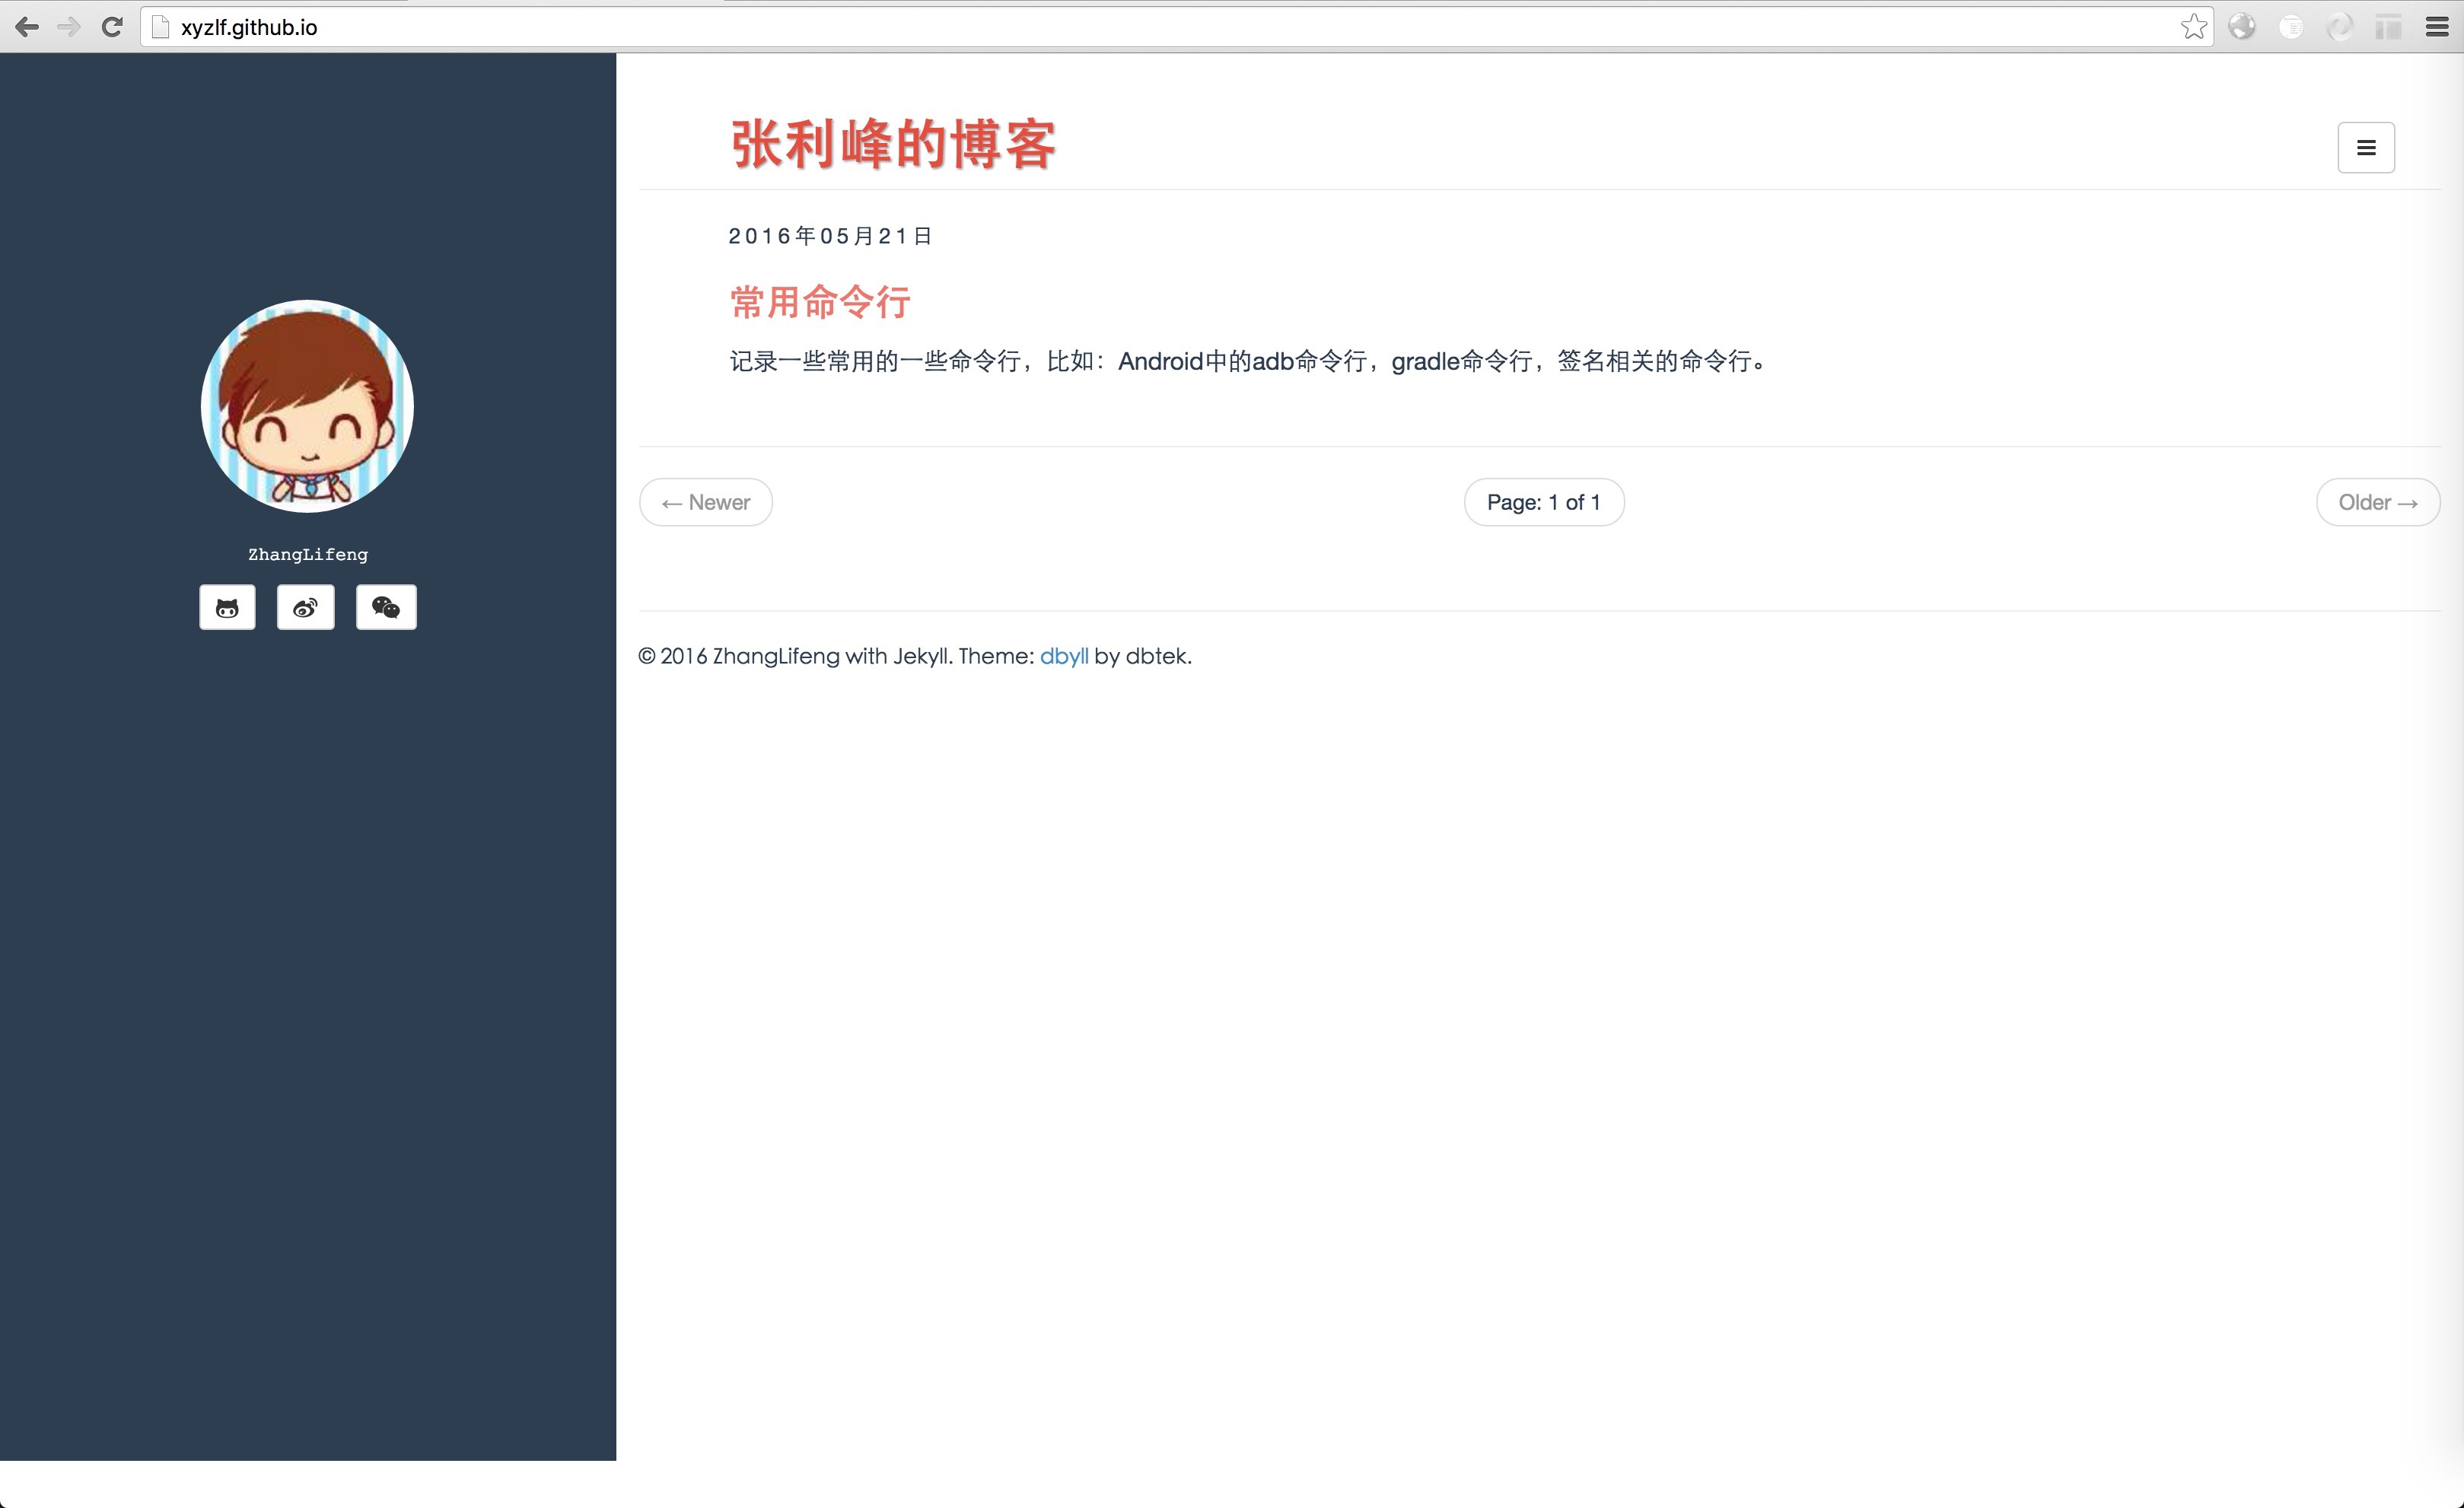 xyzlf.github.io
张利峰的博客
2016年05月21日
常用命令行
记录一些常用的一些命令行，比如：Android中的adb命令行，gradle命令行，签名相关的命令行。
← Newer
Page: 1 of 1
Older →
ZhangLifeng
© 2016 ZhangLifeng with Jekyll. Theme: dbyll by dbtek.